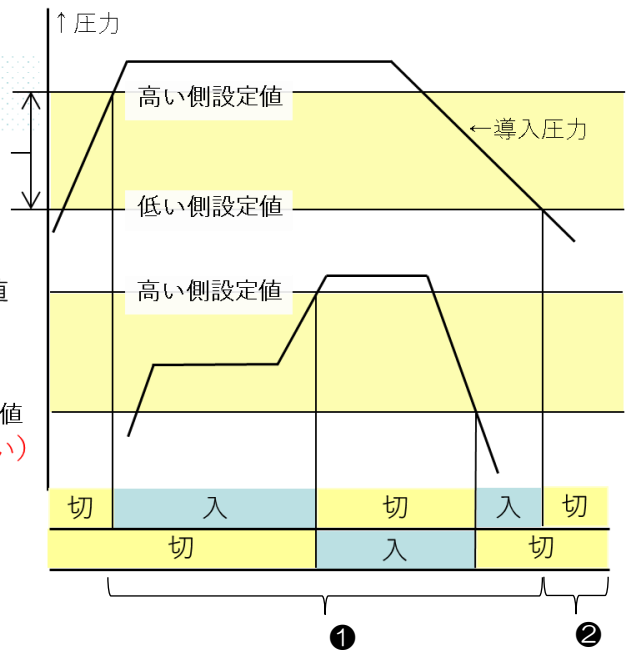 ↑圧力
高い側設定値
←導入圧力
低い側設定値
高い側設定値
値
値
い）
切 入 切 入 切
切 入 切
❶ ❷